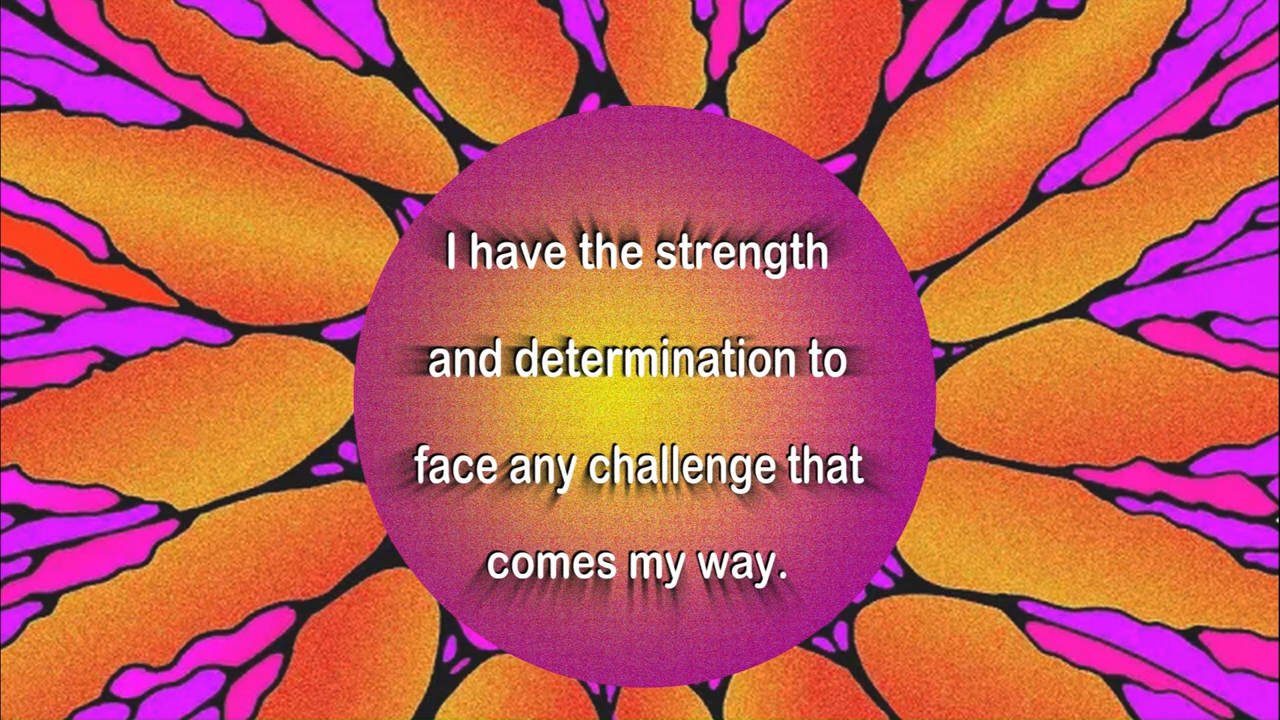 I have the strength
and determination to
face any challenge that
comes my way.